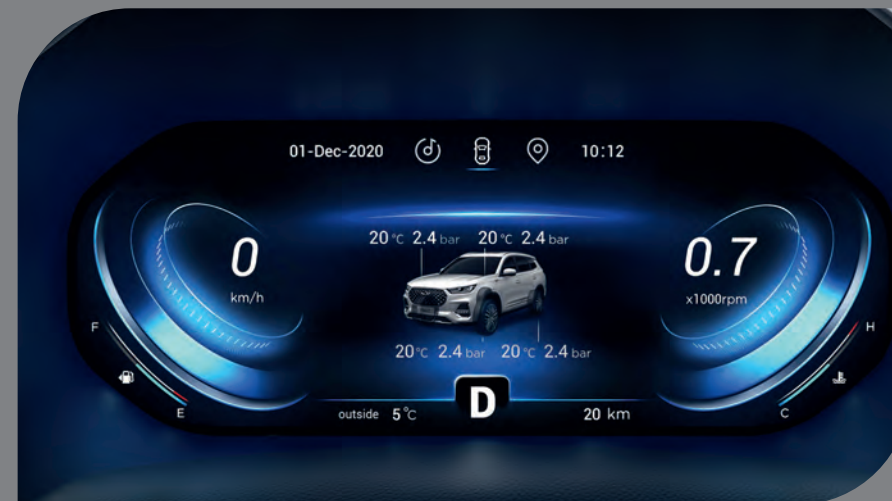 01-Dec-2020 10:12
20 °C 2.4 bar 20 °C 2.4 bar
0
km/h
0.7
x1000rpm
20 °C 2.4 bar 20 °C 2.4 bar
F
H
E
C
outside 5 °C
D
20 km